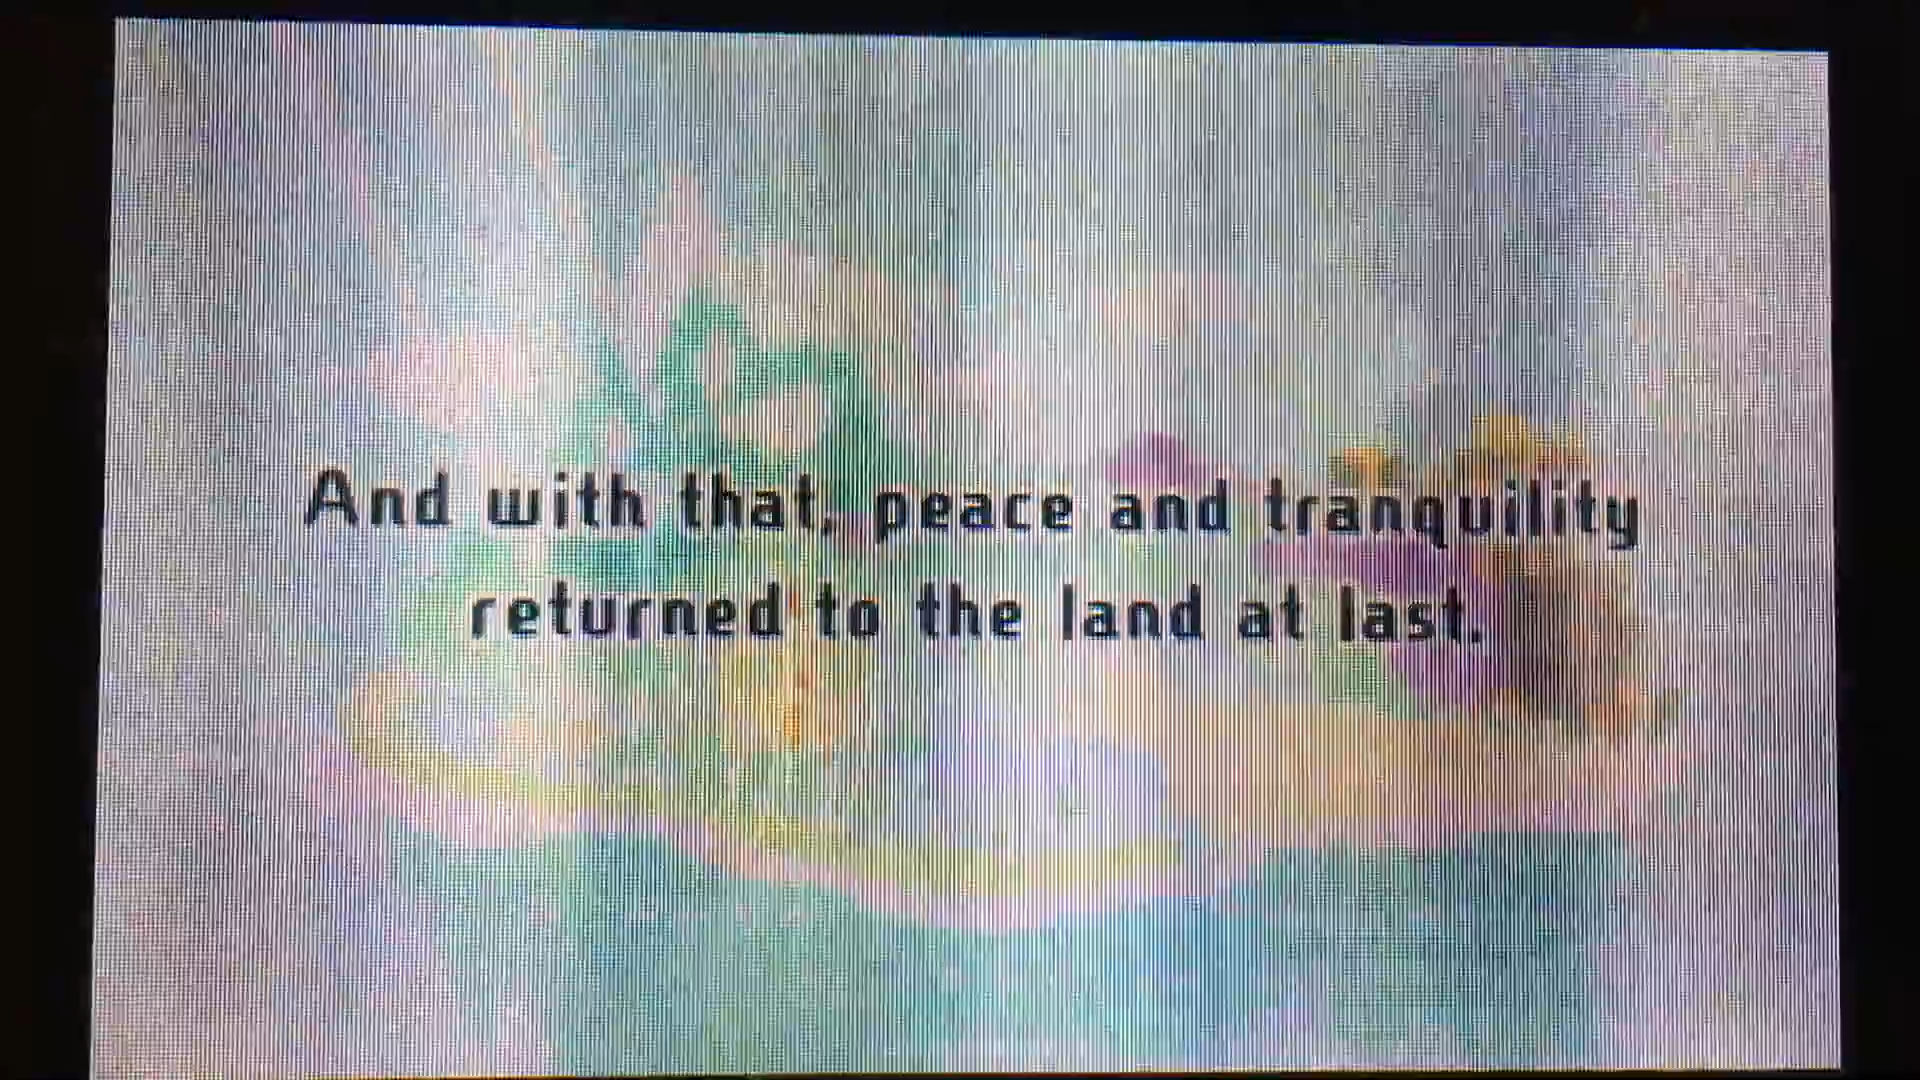 And with that, peace and tranquility
returned to the land at last.